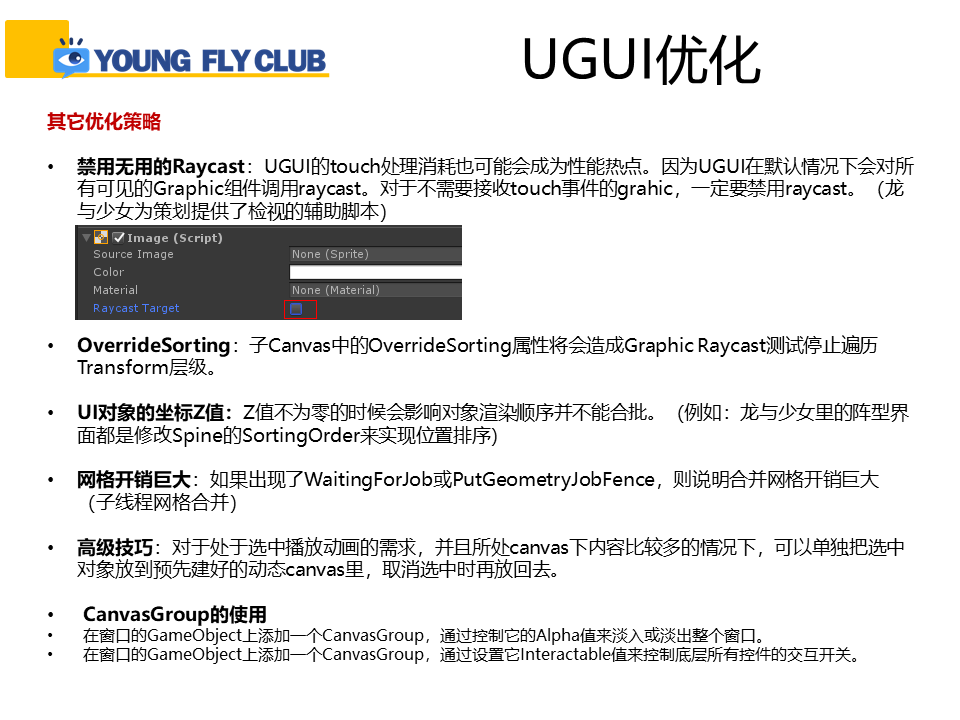 YOUNG FLY CLUB
UGUI优化
其它优化策略
• 禁用无用的Raycast：UGUI的touch处理消耗也可能会成为性能热点。因为UGUI在默认情况下会对所
有可见的Graphic组件调用raycast。对于不需要接收touch事件的grahic，一定要禁用raycast。（龙
与少女为策划提供了检视的辅助脚本）
Image (Script)
Source Image None (Sprite)
Color
Material None (Material)
Raycast Target
• OverrideSorting：子Canvas中的OverrideSorting属性将会造成Graphic Raycast测试停止遍历
Transform层级。
• UI对象的坐标Z值：Z值不为零的时候会影响对象渲染顺序并不能合批。（例如：龙与少女里的阵型界
面都是修改Spine的SortingOrder来实现位置排序)
• 网格开销巨大：如果出现了WaitingForJob或PutGeometryJobFence，则说明合并网格开销巨大
（子线程网格合并）
• 高级技巧：对于处于选中播放动画的需求，并且所处canvas下内容比较多的情况下，可以单独把选中
对象放到预先建好的动态canvas里，取消选中时再放回去。
• CanvasGroup的使用
• 在窗口的GameObject上添加一个CanvasGroup，通过控制它的Alpha值来淡入或淡出整个窗口。
• 在窗口的GameObject上添加一个CanvasGroup，通过设置它Interactable值来控制底层所有控件的交互开关。